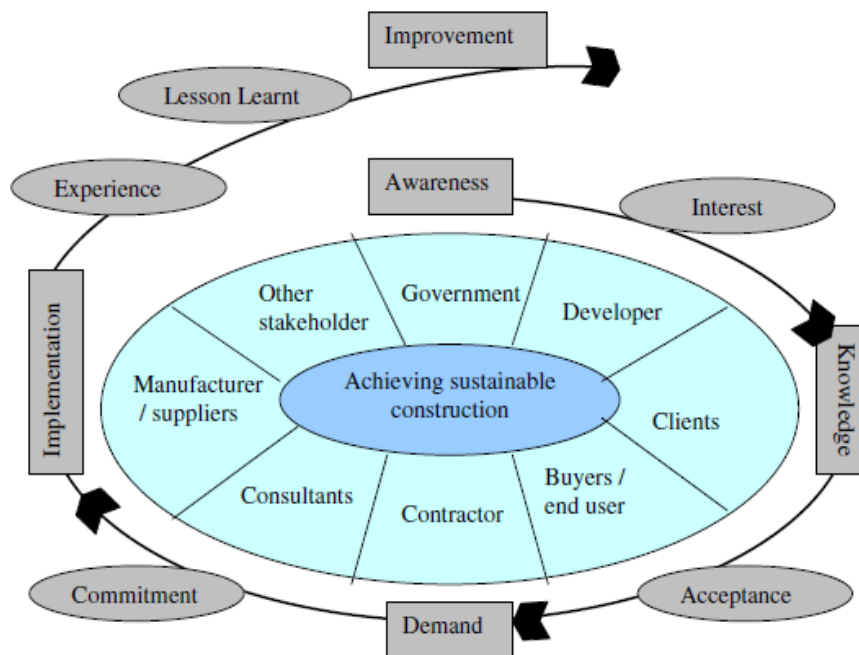 Improvement
Lesson Learnt
Experience
Awareness
Interest
Other
stakeholder
Government
Developer
Implementation
Manufacturer
/ suppliers
Achieving sustainable
construction
Clients
Knowledge
Consultants
Contractor
Buyers /
end user
Commitment
Demand
Acceptance